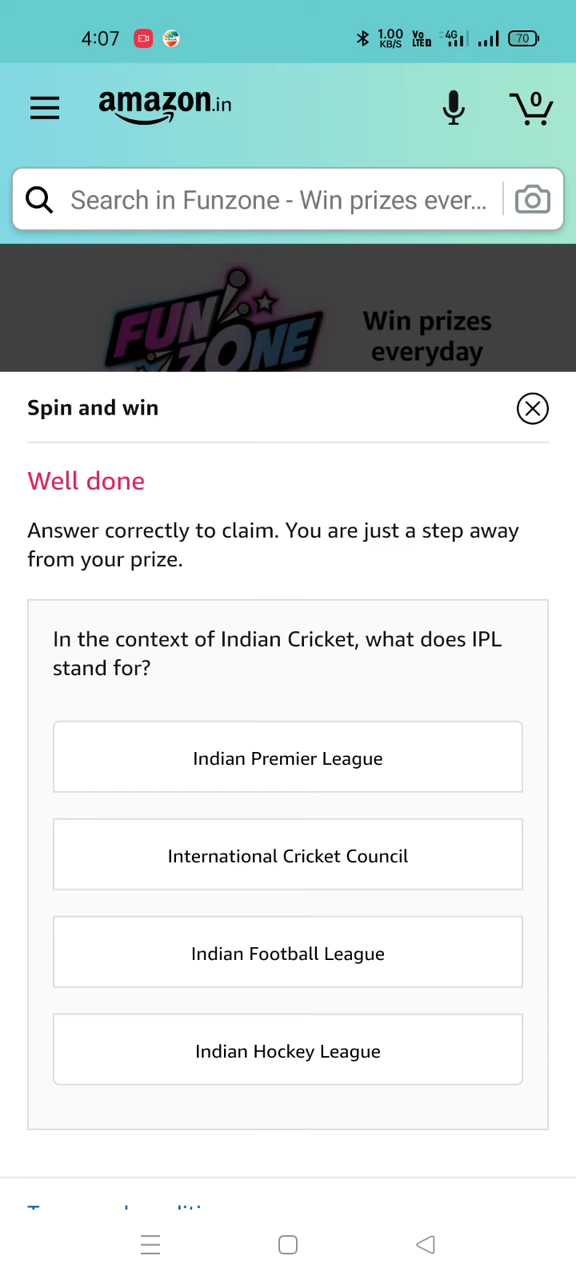 4:07
1.00 KB/S
Vo LTED
4G
70
amazon.in
0
Search in Funzone - Win prizes ever...
FUN ZONE
Win prizes
everyday
Spin and win
Well done
Answer correctly to claim. You are just a step away
from your prize.
In the context of Indian Cricket, what does IPL
stand for?
Indian Premier League
International Cricket Council
Indian Football League
Indian Hockey League